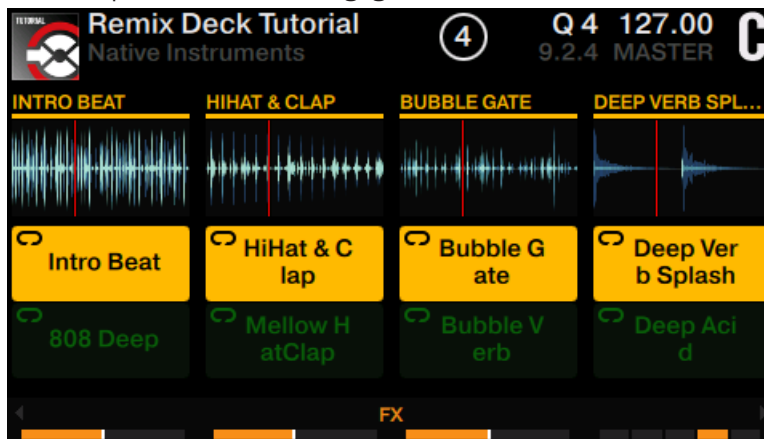 TUTORIAL
Remix Deck Tutorial
Native Instruments
4
Q 4 127.00
9.2.4 MASTER
C
INTRO BEAT
HIHAT & CLAP
BUBBLE GATE
DEEP VERB SPL...
Intro Beat
HiHat & C
lap
Bubble G
ate
Deep Ver
b Splash
808 Deep
Mellow H
atClap
Bubble V
erb
Deep Aci
d
FX